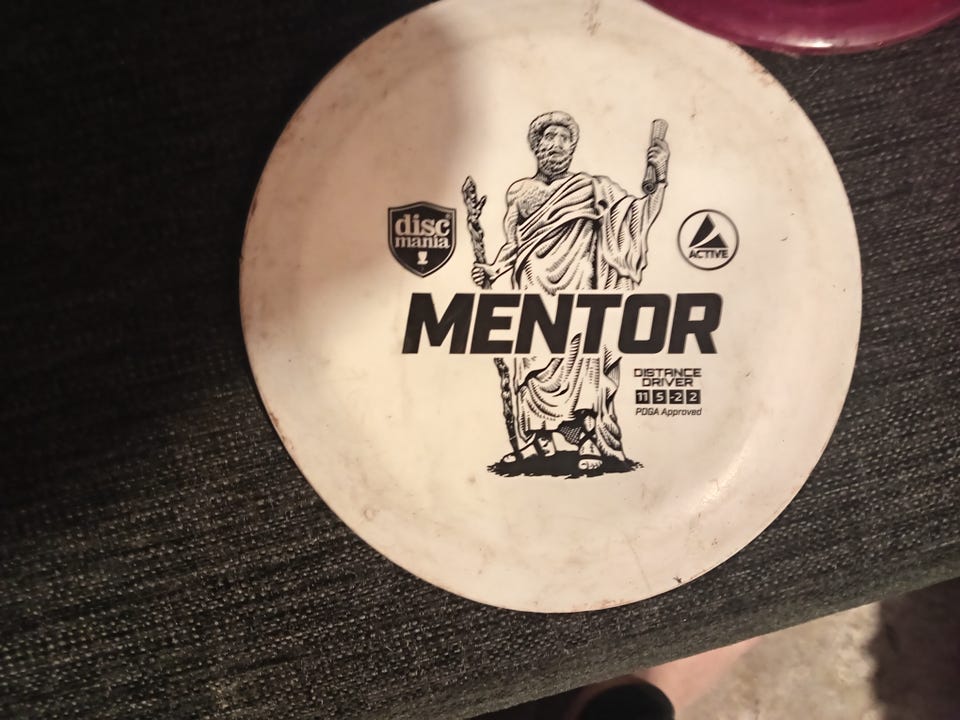 disc
mania
ACTIVE
MENTOR
DISTANCE
DRIVER
11 5 -2 2
PDGA Approved